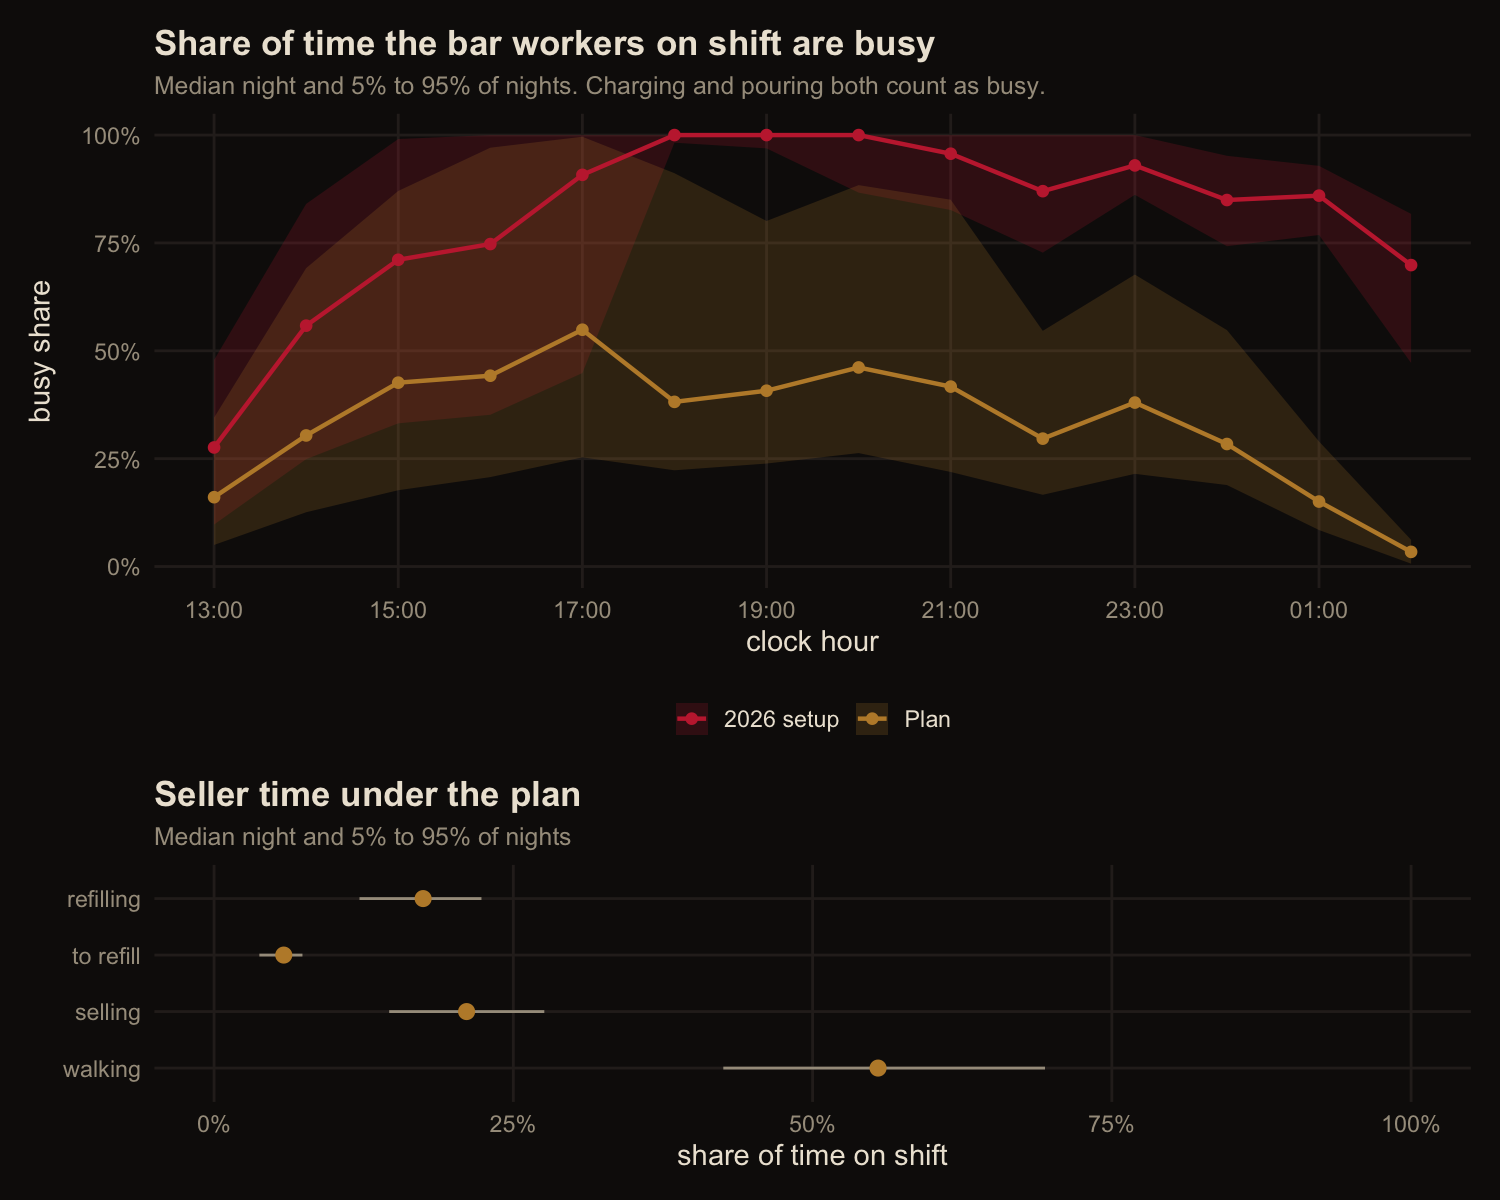 Share of time the bar workers on shift are busy
Median night and 5% to 95% of nights. Charging and pouring both count as busy.
busy share
100%
75%
50%
25%
0%
13:00 15:00 17:00 19:00 21:00 23:00 01:00
clock hour
2026 setup Plan
Seller time under the plan
Median night and 5% to 95% of nights
refilling
to refill
selling
walking
0% 25% 50% 75% 100%
share of time on shift